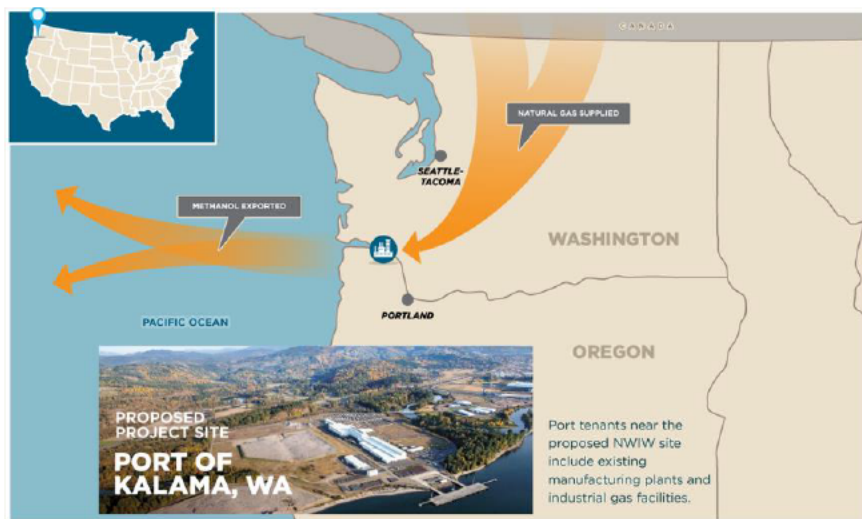 CANADA
NATURAL GAS SUPPLIED
SEATTLE-
TACOMA
METHANOL EXPORTED
WASHINGTON
PORTLAND
PACIFIC OCEAN
OREGON
PROPOSED
PROJECT SITE
PORT OF
KALAMA, WA
Port tenants near the
proposed NWIW site
include existing
manufacturing plants and
industrial gas facilities.